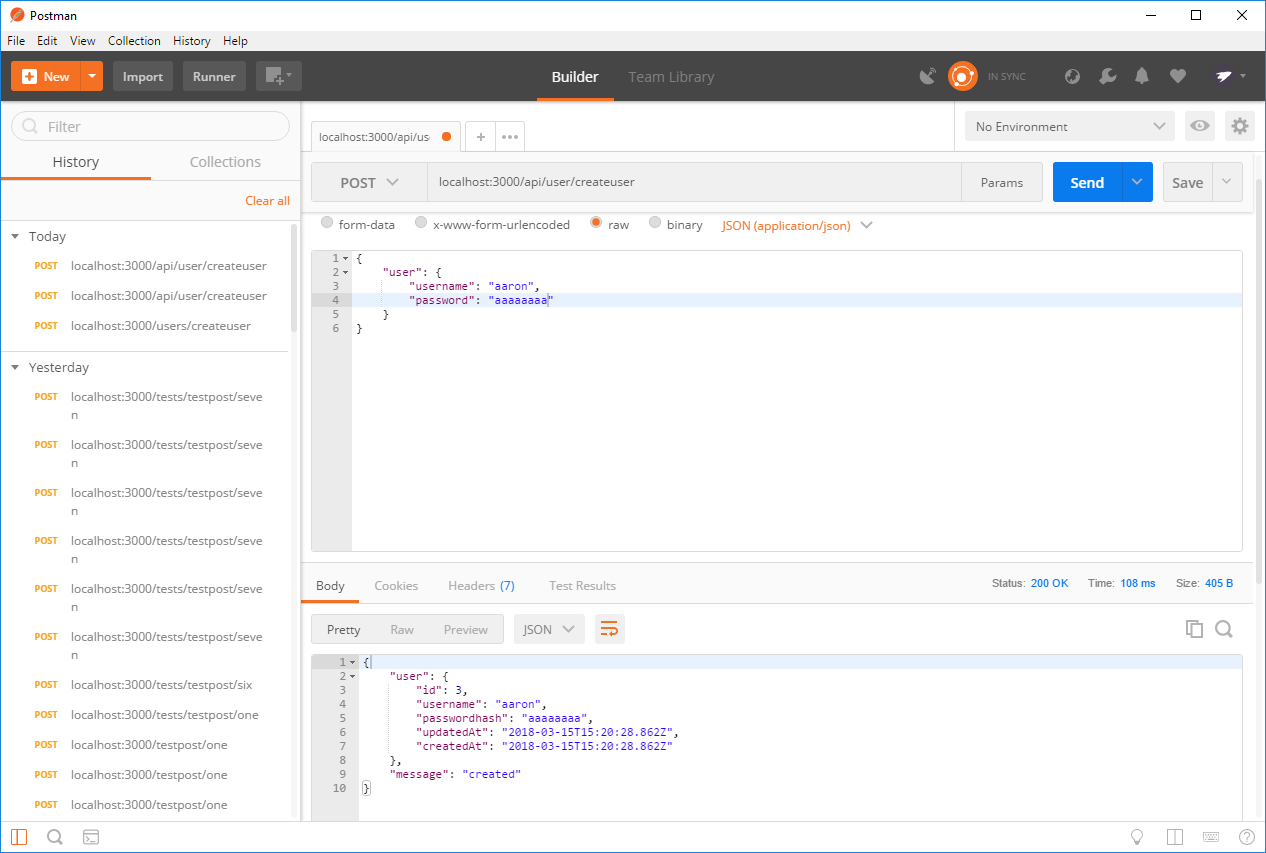 Postman
File Edit View Collection History Help
New Import Runner Builder Team Library IN SYNC
Filter
History Collections
Clear all
Today
POST localhost:3000/api/user/createuser
POST localhost:3000/api/user/createuser
POST localhost:3000/users/createuser
Yesterday
POST localhost:3000/tests/testpost/seve
n
POST localhost:3000/tests/testpost/seve
n
POST localhost:3000/tests/testpost/seve
n
POST localhost:3000/tests/testpost/seve
n
POST localhost:3000/tests/testpost/seve
n
POST localhost:3000/tests/testpost/seve
n
POST localhost:3000/tests/testpost/six
POST localhost:3000/tests/testpost/one
POST localhost:3000/testpost/one
POST localhost:3000/testpost/one
POST localhost:3000/testpost/one
localhost:3000/api/us
+ •••
No Environment
POST localhost:3000/api/user/createuser Params Send Save
form-data x-www-form-urlencoded raw binary JSON (application/json)
1 {
2 "user": {
3 "username": "aaron",
4 "password": "aaaaaaaa"
5 }
6 }
Body Cookies Headers (7) Test Results Status: 200 OK Time: 108 ms Size: 405 B
Pretty Raw Preview JSON
1 {
2 "user": {
3 "id": 3,
4 "username": "aaron",
5 "passwordhash": "aaaaaaaa",
6 "updatedAt": "2018-03-15T15:20:28.862Z",
7 "createdAt": "2018-03-15T15:20:28.862Z"
8 },
9 "message": "created"
10 }